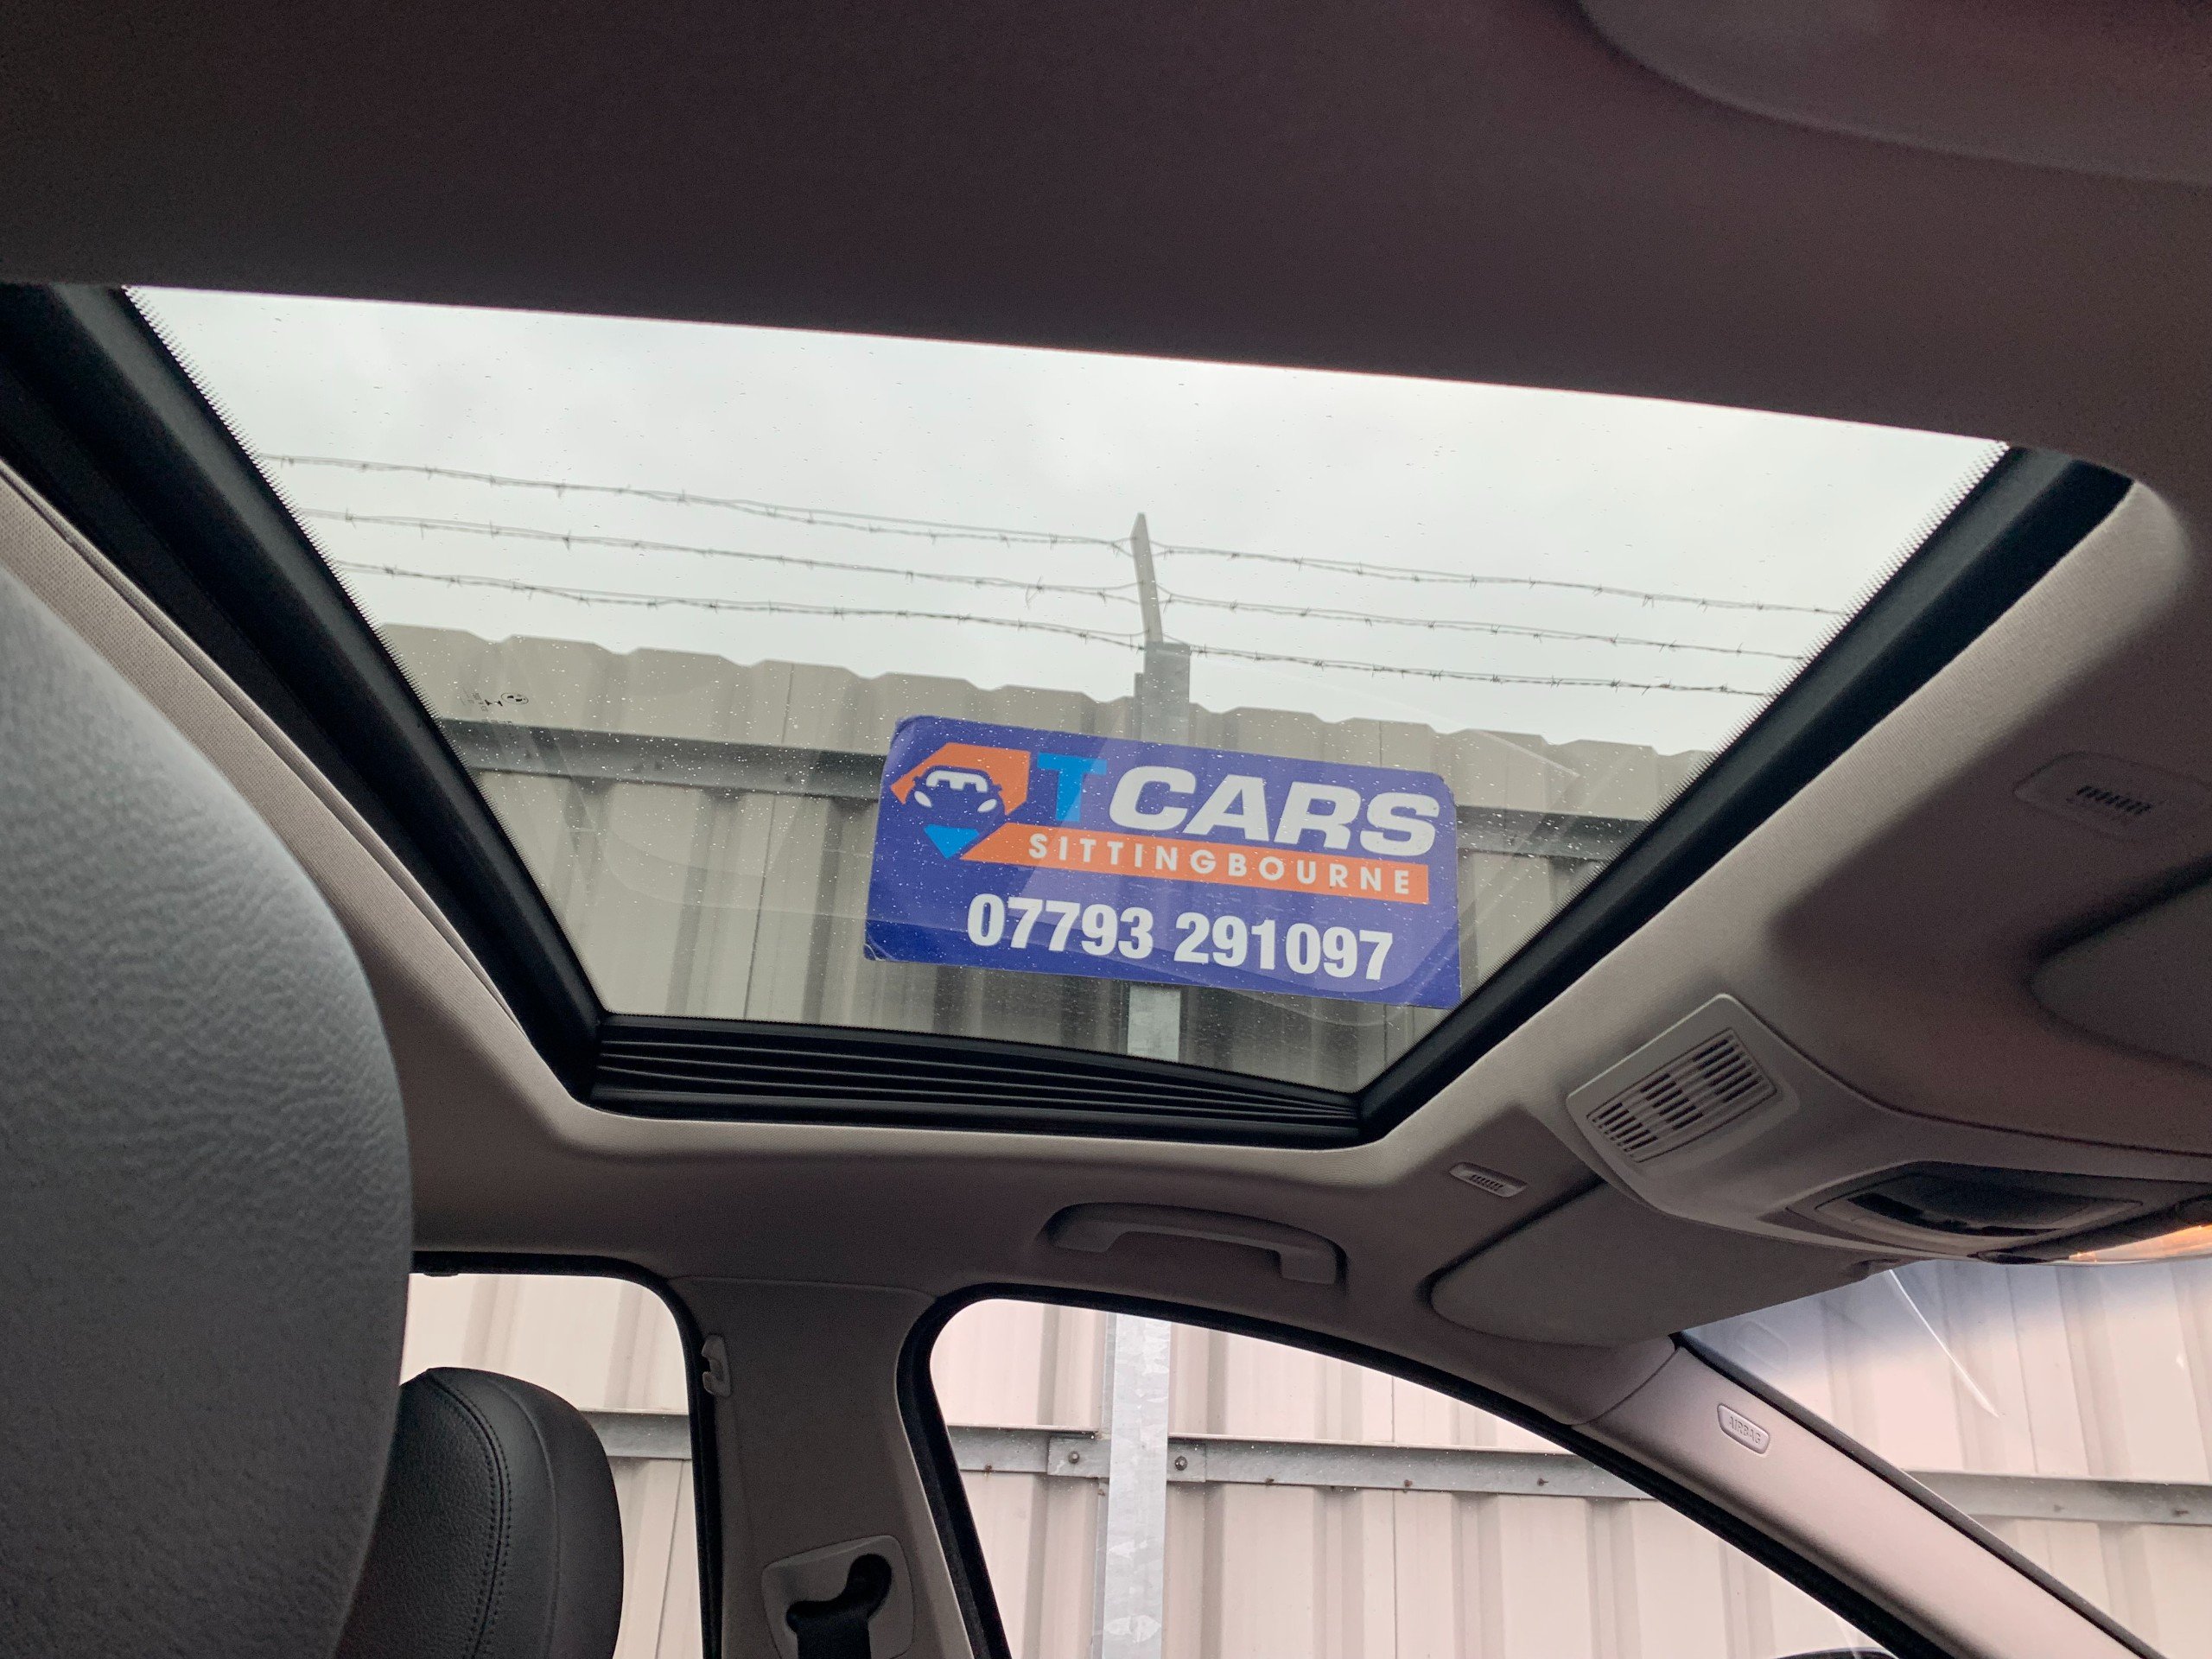 T CARS
SITTINGBOURNE
07793 291097
AIRBAG